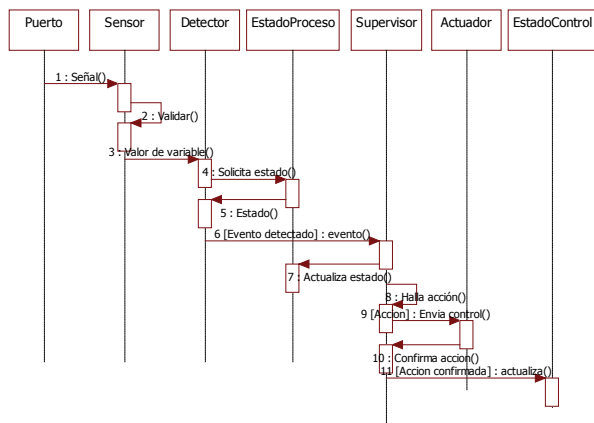 Puerto
Sensor
Detector
EstadoProceso
Supervisor
Actuador
EstadoControl
1 : Señal()
2 : Validar()
3 : Valor de variable()
4 : Solicita estado()
5 : Estado()
6 [Evento detectado] : evento()
7 : Actualiza estado()
8 : Halla acción()
9 [Accion] : Envia control()
10 : Confirma accion()
11 [Accion confirmada] : actualiza()